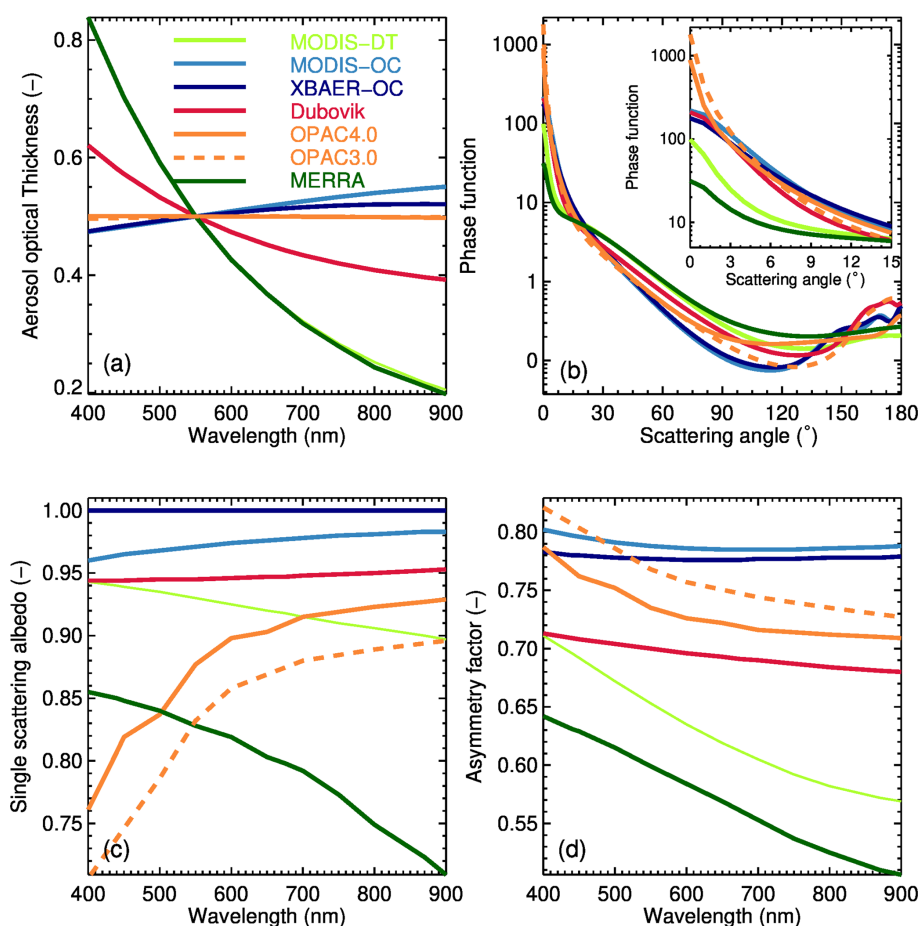 Aerosol optical Thickness (−)
0.8
0.6
0.4
0.2
MODIS−DT
MODIS−OC
XBAER−OC
Dubovik
OPAC4.0
OPAC3.0
MERRA
(a)
400 500 600 700 800 900
Wavelength (nm)
Phase function
1000
100
10
1
0
0
Phase function
1000
100
10
0 3 6 9 12 15
Scattering angle (°)
(b)
0 30 60 90 120 150 180
Scattering angle (°)
Single scattering albedo (−)
1.00
0.95
0.90
0.85
0.80
0.75
(c)
400 500 600 700 800 900
Wavelength (nm)
Asymmetry factor (−)
0.80
0.75
0.70
0.65
0.60
0.55
(d)
400 500 600 700 800 900
Wavelength (nm)